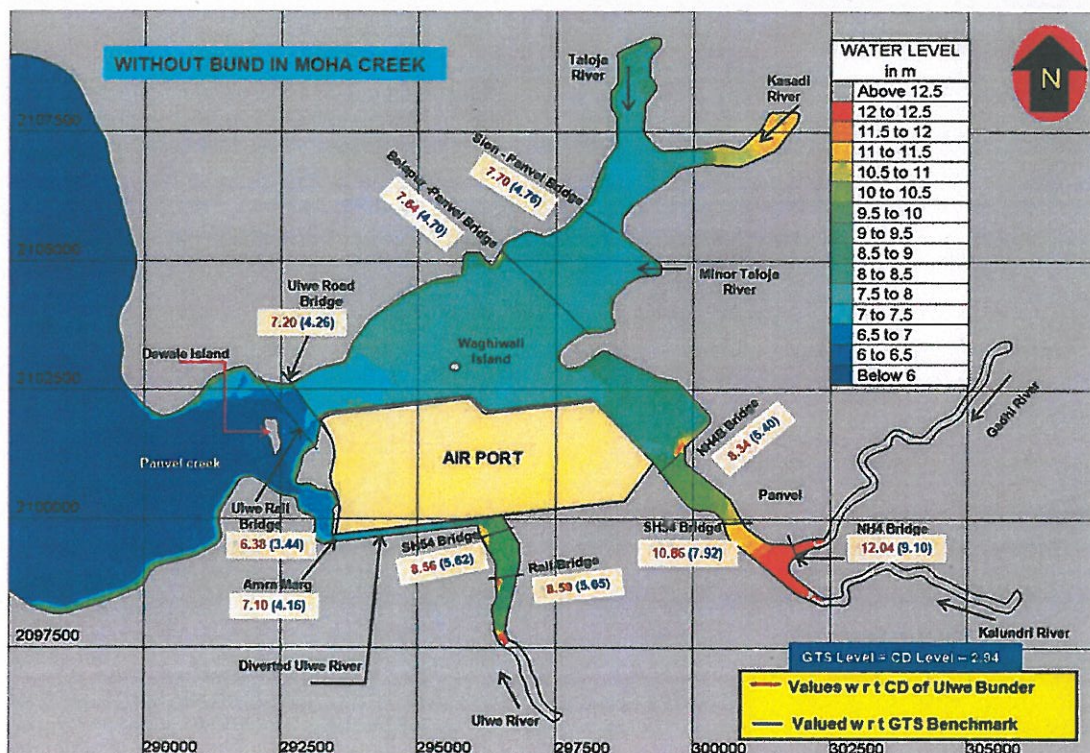 WITHOUT BUND IN MOHA CREEK
WATER LEVEL
in m
Above 12.5
12 to 12.5
11.5 to 12
11 to 11.5
10.5 to 11
10 to 10.5
9.5 to 10
9 to 9.5
8.5 to 9
8 to 8.5
7.5 to 8
7 to 7.5
6.5 to 7
6 to 6.5
Below 6
N
Taloja
River
Kasadi
River
2107500
Sion - Panvel Bridge
7.70 (4.76)
Belapur - Panvel Bridge
7.64 (4.70)
2105000
Minor Taloja
River
Ulwe Road
Bridge
7.20 (4.26)
Dewale Island
Waghiwali
Island
2102500
Gadhi River
NH4B Bridge
8.34 (5.40)
AIR PORT
Panvel creek
Panvel
2100000
Ulwe Rail
Bridge
6.38 (3.44)
SH54 Bridge
8.56 (5.62)
SH54 Bridge
10.86 (7.92)
NH4 Bridge
12.04 (9.10)
Rail Bridge
8.59 (5.65)
Amra Marg
7.10 (4.16)
2097500
Kalundri River
Diverted Ulwe River
Ulwe River
GTS Level = CD Level - 2.94
Values w r t CD of Ulwe Bunder
Valued w r t GTS Benchmark
290000
292500
295000
297500
300000
302500
305000